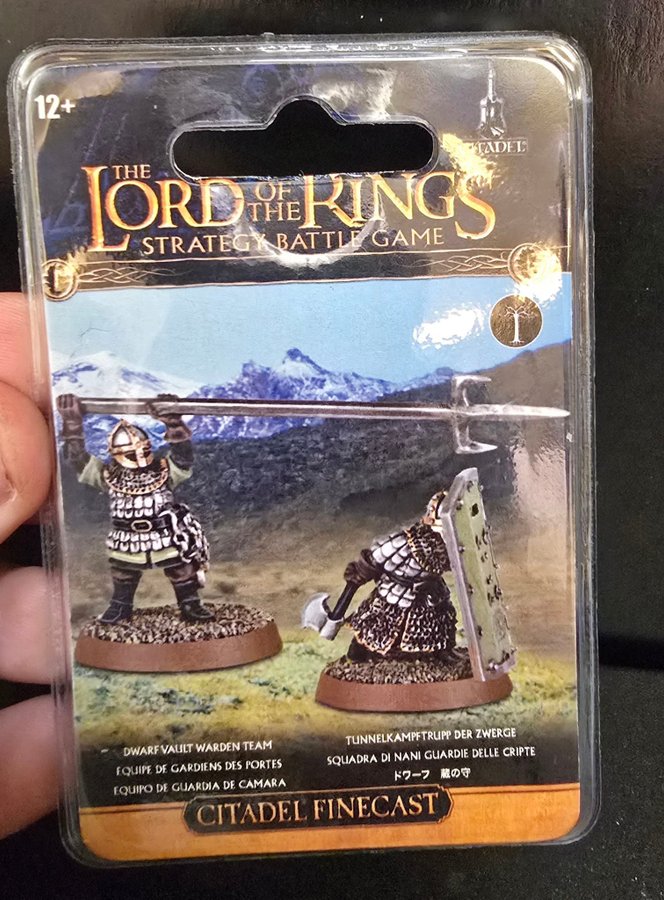 12+
CITADEL
THE
LORD OF THE RINGS
STRATEGY BATTLE GAME
DWARF VAULT WARDEN TEAM
EQUIPE DE GARDIENS DES PORTES
EQUIPO DE GUARDIA DE CAMARA
TUNNELKAMPFTRUPP DER ZWERGE
SQUADRA DI NANI GUARDIE DELLE CRIPTE
ドワーフ 蔵の守
CITADEL FINECAST